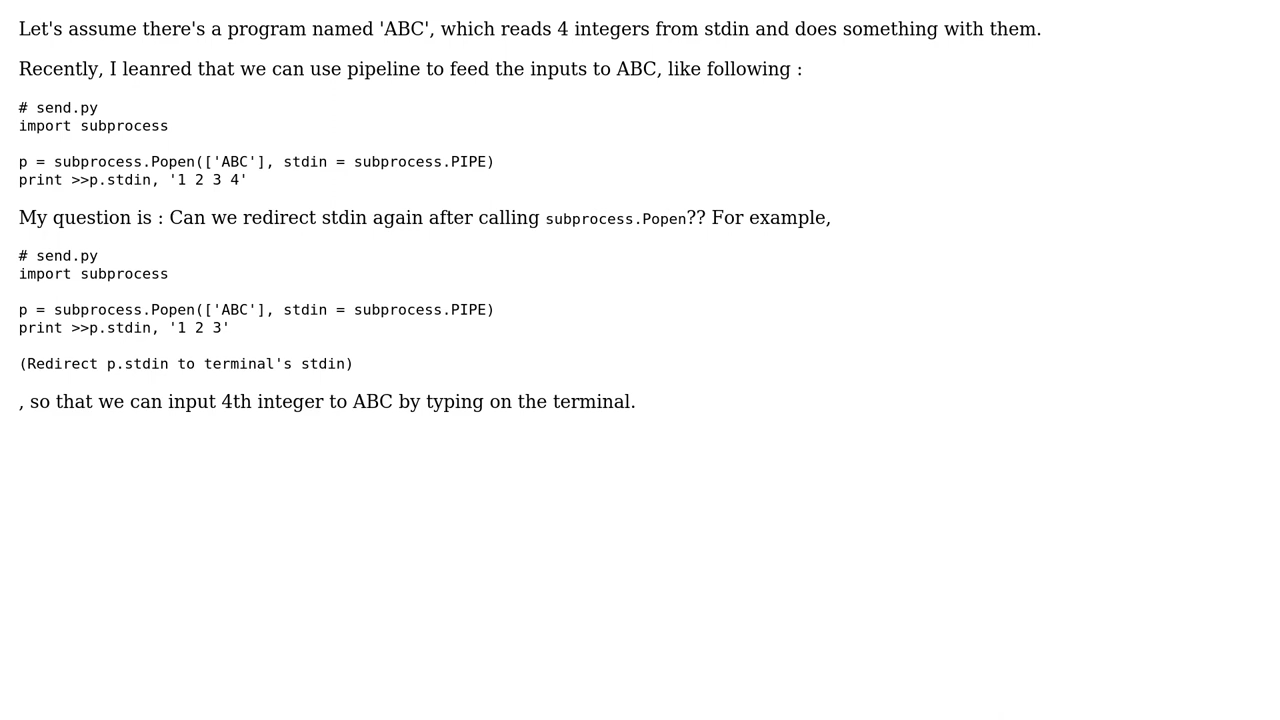 Let's assume there's a program named 'ABC', which reads 4 integers from stdin and does something with them.
Recently, I leanred that we can use pipeline to feed the inputs to ABC, like following :
# send.py
import subprocess
p = subprocess.Popen(['ABC'], stdin = subprocess.PIPE)
print >>p.stdin, '1 2 3 4'
My question is : Can we redirect stdin again after calling subprocess.Popen?? For example,
# send.py
import subprocess
p = subprocess.Popen(['ABC'], stdin = subprocess.PIPE)
print >>p.stdin, '1 2 3'
(Redirect p.stdin to terminal's stdin)
, so that we can input 4th integer to ABC by typing on the terminal.